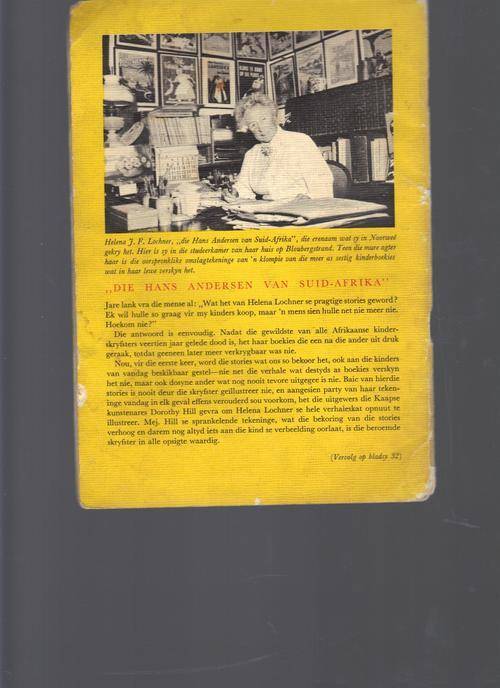 Helena J. F. Lochner, „die Hans Andersen van Suid-Afrika", die erenaam wat sy in Noorweë
gekry het. Hier is sy in die studeerkamer van haar huis op Bloubergstrand. Teen die mure agter
haar is die oorspronklike omslagtekeninge van 'n klompie van die meer as sestig kinderboekies
wat in haar lewe verskyn het.
„DIE HANS ANDERSEN VAN SUID-AFRIKA"
Jare lank vra die mense al: „Wat het van Helena Lochner se pragtige stories geword?
Ek wil hulle so graag vir my kinders koop, maar 'n mens sien hulle net nie meer nie.
Hoekom nie?"
Die antwoord is eenvoudig. Nadat die gewildste van alle Afrikaanse kinder-
skryfsters veertien jaar gelede dood is, het haar boekies die een na die ander uit druk
geraak, totdat geeneen later meer verkrygbaar was nie.
Nou, vir die eerste keer, word die stories wat ons so bekoor het, ook aan die kinders
van vandag beskikbaar gestel—nie net die verhale wat destyds as boekies verskyn
het nie, maar ook dosyne ander wat nog nooit tevore uitgegee is nie. Baie van hierdie
stories is nooit deur die skryfster geïllustreer nie, en aangesien party van haar teken-
inge vandag in elk geval effens verouderd sou voorkom, het die uitgewers die Kaapse
kunstenares Dorothy Hill gevra om Helena Lochner se hele verhaleskat opnuut te
illustreer. Mej. Hill se sprankelende tekeninge, wat die bekoring van die stories
verhoog en darem nog altyd iets aan die kind se verbeelding oorlaat, is die beroemde
skryfster in alle opsigte waardig.
(Vervolg op bladsy 32)